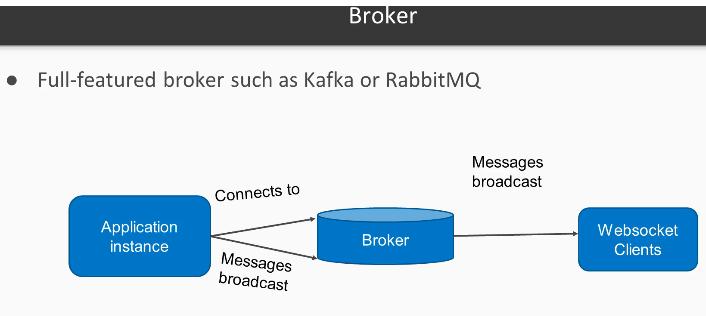 Broker
● Full-featured broker such as Kafka or RabbitMQ
Messages
broadcast
Connects to
Application
instance
Broker
Websocket
Clients
Messages
broadcast